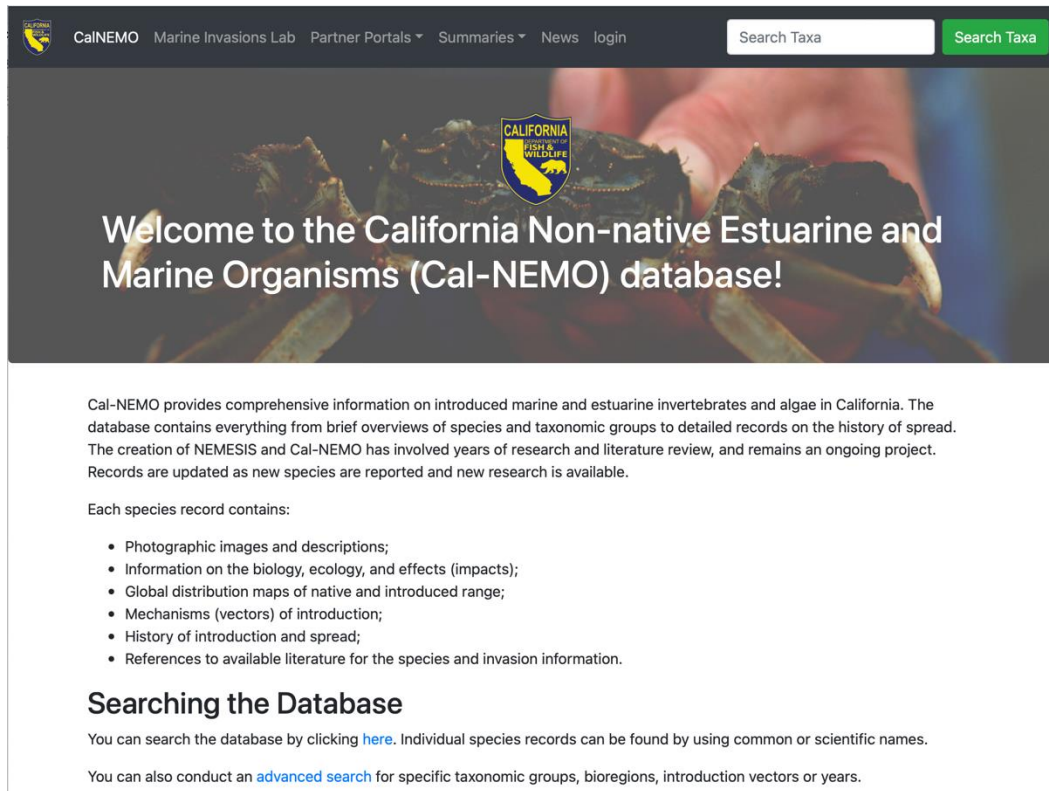 CALIFORNIA
CalNEMO Marine Invasions Lab Partner Portals Summaries News login Search Taxa Search Taxa
CALIFORNIA
DEPARTMENT OF
FISH &
WILDLIFE
Welcome to the California Non-native Estuarine and
Marine Organisms (Cal-NEMO) database!
Cal-NEMO provides comprehensive information on introduced marine and estuarine invertebrates and algae in California. The
database contains everything from brief overviews of species and taxonomic groups to detailed records on the history of spread.
The creation of NEMESIS and Cal-NEMO has involved years of research and literature review, and remains an ongoing project.
Records are updated as new species are reported and new research is available.
Each species record contains:
• Photographic images and descriptions;
• Information on the biology, ecology, and effects (impacts);
• Global distribution maps of native and introduced range;
• Mechanisms (vectors) of introduction;
• History of introduction and spread;
• References to available literature for the species and invasion information.
Searching the Database
You can search the database by clicking here. Individual species records can be found by using common or scientific names.
You can also conduct an advanced search for specific taxonomic groups, bioregions, introduction vectors or years.